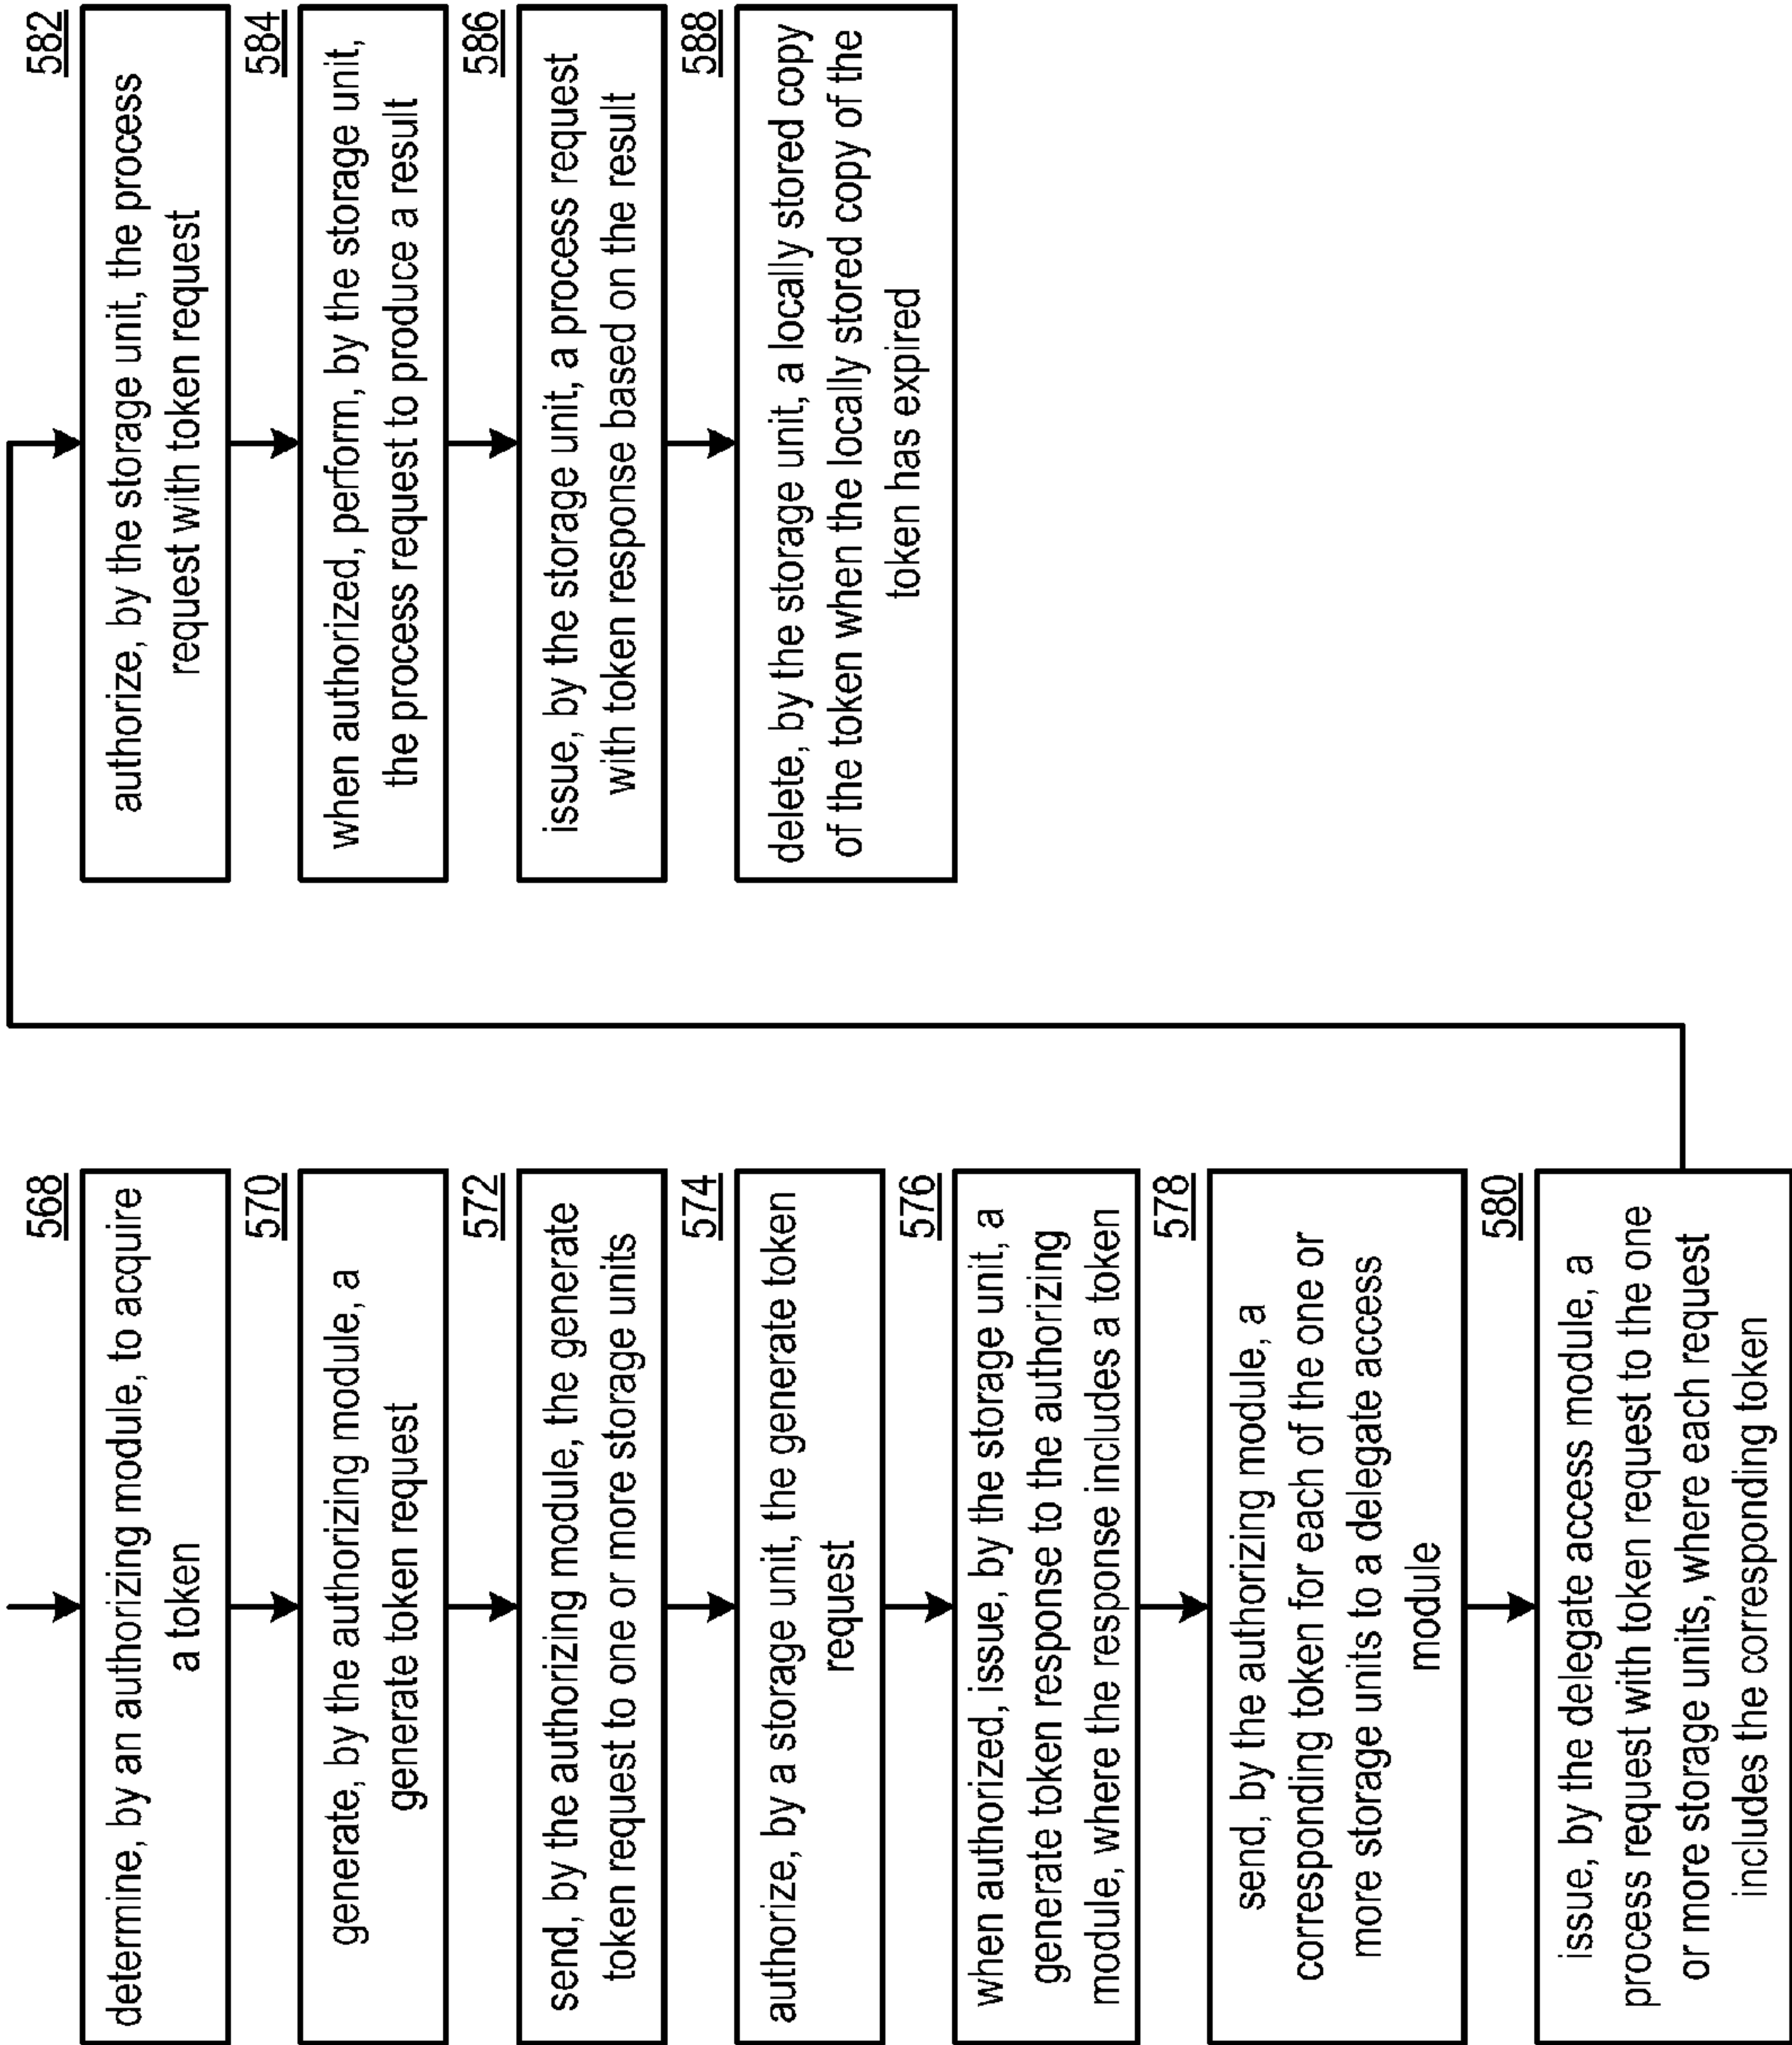 568
determine, by an authorizing module, to acquire
a token
570
generate, by the authorizing module, a
generate token request
572
send, by the authorizing module, the generate
token request to one or more storage units
574
authorize, by a storage unit, the generate token
request
576
when authorized, issue, by the storage unit, a
generate token response to the authorizing
module, where the response includes a token
578
send, by the authorizing module, a
corresponding token for each of the one or
more storage units to a delegate access
module
580
issue, by the delegate access module, a
process request with token request to the one
or more storage units, where each request
includes the corresponding token
582
authorize, by the storage unit, the process
request with token request
584
when authorized, perform, by the storage unit,
the process request to produce a result
586
issue, by the storage unit, a process request
with token response based on the result
588
delete, by the storage unit, a locally stored copy
of the token when the locally stored copy of the
token has expired